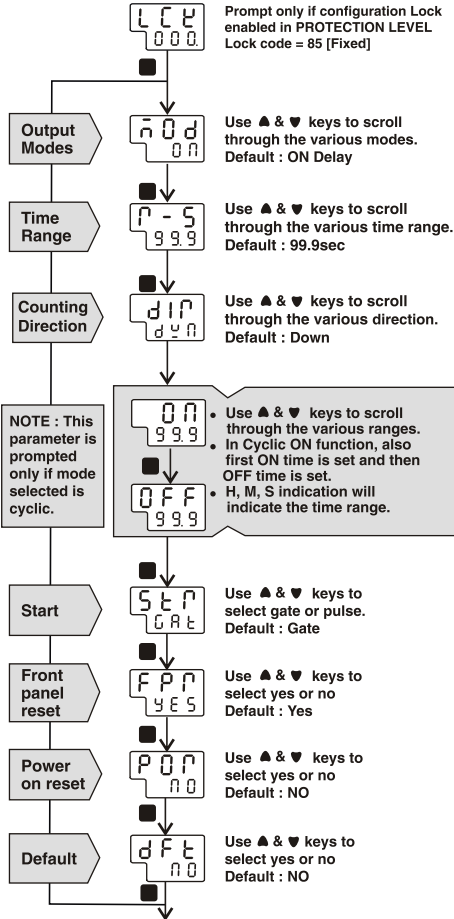 LCK
000.
Prompt only if configuration Lock
enabled in PROTECTION LEVEL
Lock code = 85 [Fixed]
Output
Modes
mOd
ON
Use & keys to scroll
through the various modes.
Default : ON Delay
Time
Range
r - S
99.9
Use & keys to scroll
through the various time range.
Default : 99.9sec
Counting
Direction
dIr
dyn
Use & keys to scroll
through the various direction.
Default : Down
NOTE : This
parameter is
prompted
only if mode
selected is
cyclic.
ON
99.9
OFF
99.9
• Use & keys to scroll
through the various ranges.
• In Cyclic ON function, also
first ON time is set and then
OFF time is set.
• H, M, S indication will
indicate the time range.
Start
Str
GAt
Use & keys to
select gate or pulse.
Default : Gate
Front
panel
reset
FPr
YES
Use & keys to
select yes or no
Default : Yes
Power
on reset
POr
NO
Use & keys to
select yes or no
Default : NO
Default
dFt
NO
Use & keys to
select yes or no
Default : NO